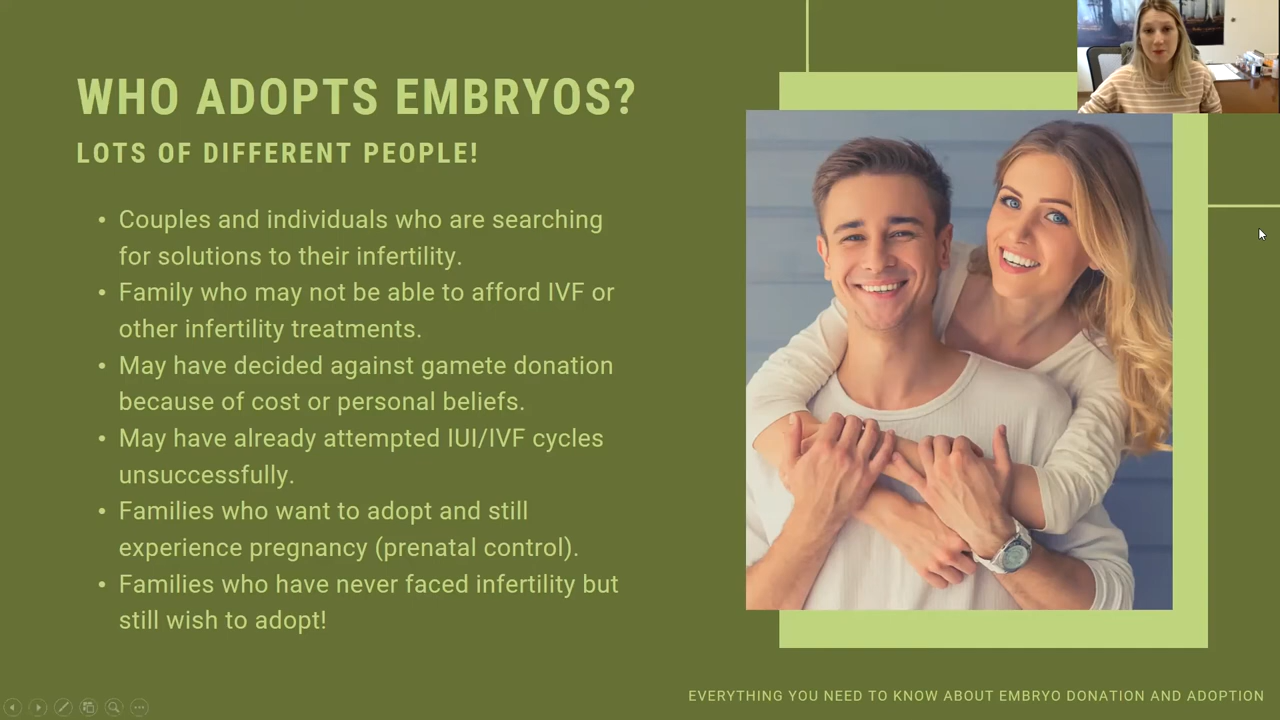 WHO ADOPTS EMBRYOS?
LOTS OF DIFFERENT PEOPLE!
• Couples and individuals who are searching
for solutions to their infertility.
• Family who may not be able to afford IVF or
other infertility treatments.
• May have decided against gamete donation
because of cost or personal beliefs.
• May have already attempted IUI/IVF cycles
unsuccessfully.
• Families who want to adopt and still
experience pregnancy (prenatal control).
• Families who have never faced infertility but
still wish to adopt!
EVERYTHING YOU NEED TO KNOW ABOUT EMBRYO DONATION AND ADOPTION